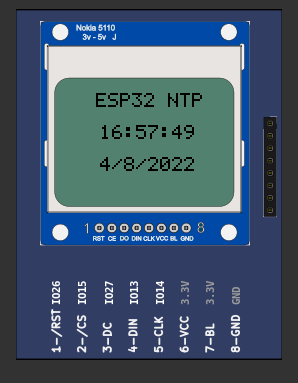 Nokia 5110
3v - 5v J
ESP32 NTP
16:57:49
4/8/2022
1 8
RST CE DO DIN CLK VCC BL GND
1-/RST IO26
2-/CS IO15
3-DC IO27
4-DIN IO13
5-CLK IO14
6-VCC 3.3V
7-BL 3.3V
8-GND GND